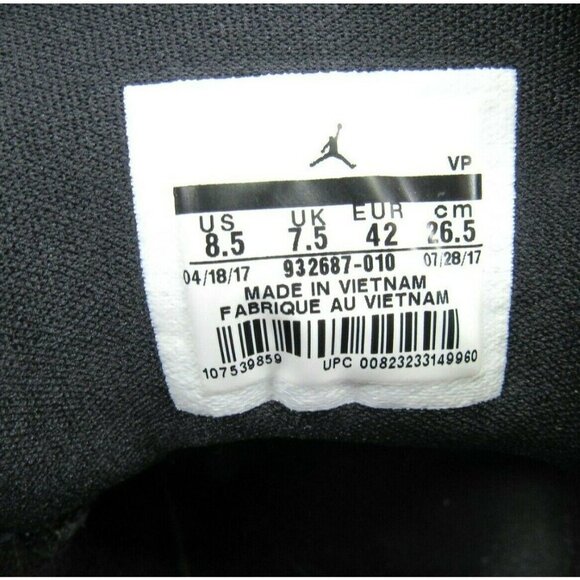 VP
US UK EUR cm
8.5 7.5 42 26.5
04/18/17 932687-010 07/28/17
MADE IN VIETNAM
FABRIQUE AU VIETNAM
107539859 UPC 00823233149960